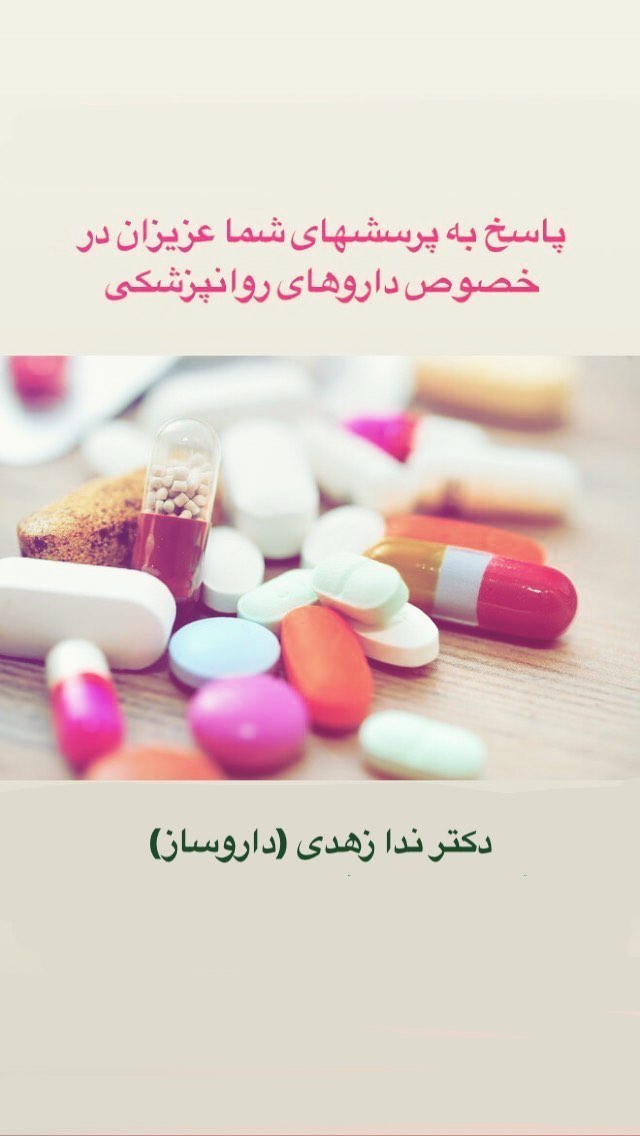 پاسخ به پرسشهای شما عزیزان در
خصوص داروهای روانپزشکی
دکتر ندا زهدی (داروساز)